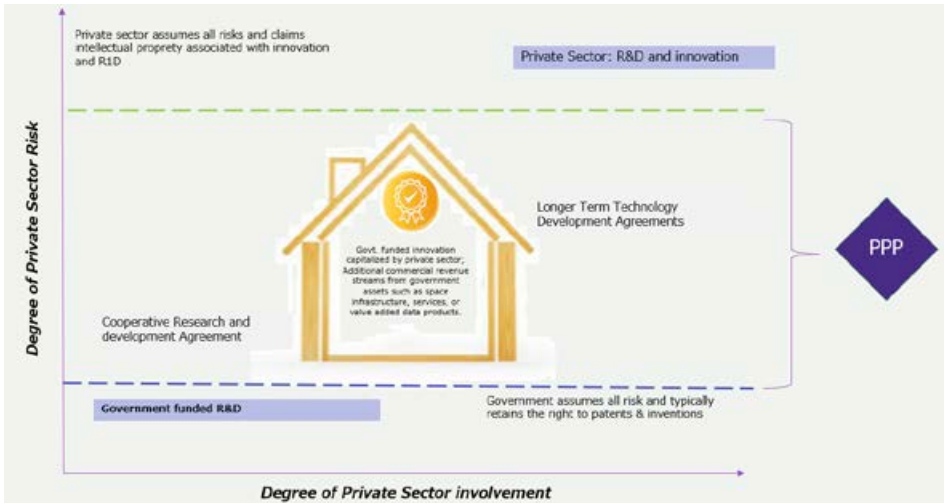 Private sector assumes all risks and claims
intellectual proprety associated with innovation
and R1D
Private Sector: R&D and innovation
Degree of Private Sector Risk
Longer Term Technology
Development Agreements
PPP
Govt. funded innovation
capitalized by private sector;
Additional commercial revenue
streams from government
assets such as space
infrastructure, services, or
value added data products.
Cooperative Research and
development Agreement
Government funded R&D
Government assumes all risk and typically
retains the right to patents & inventions
Degree of Private Sector involvement